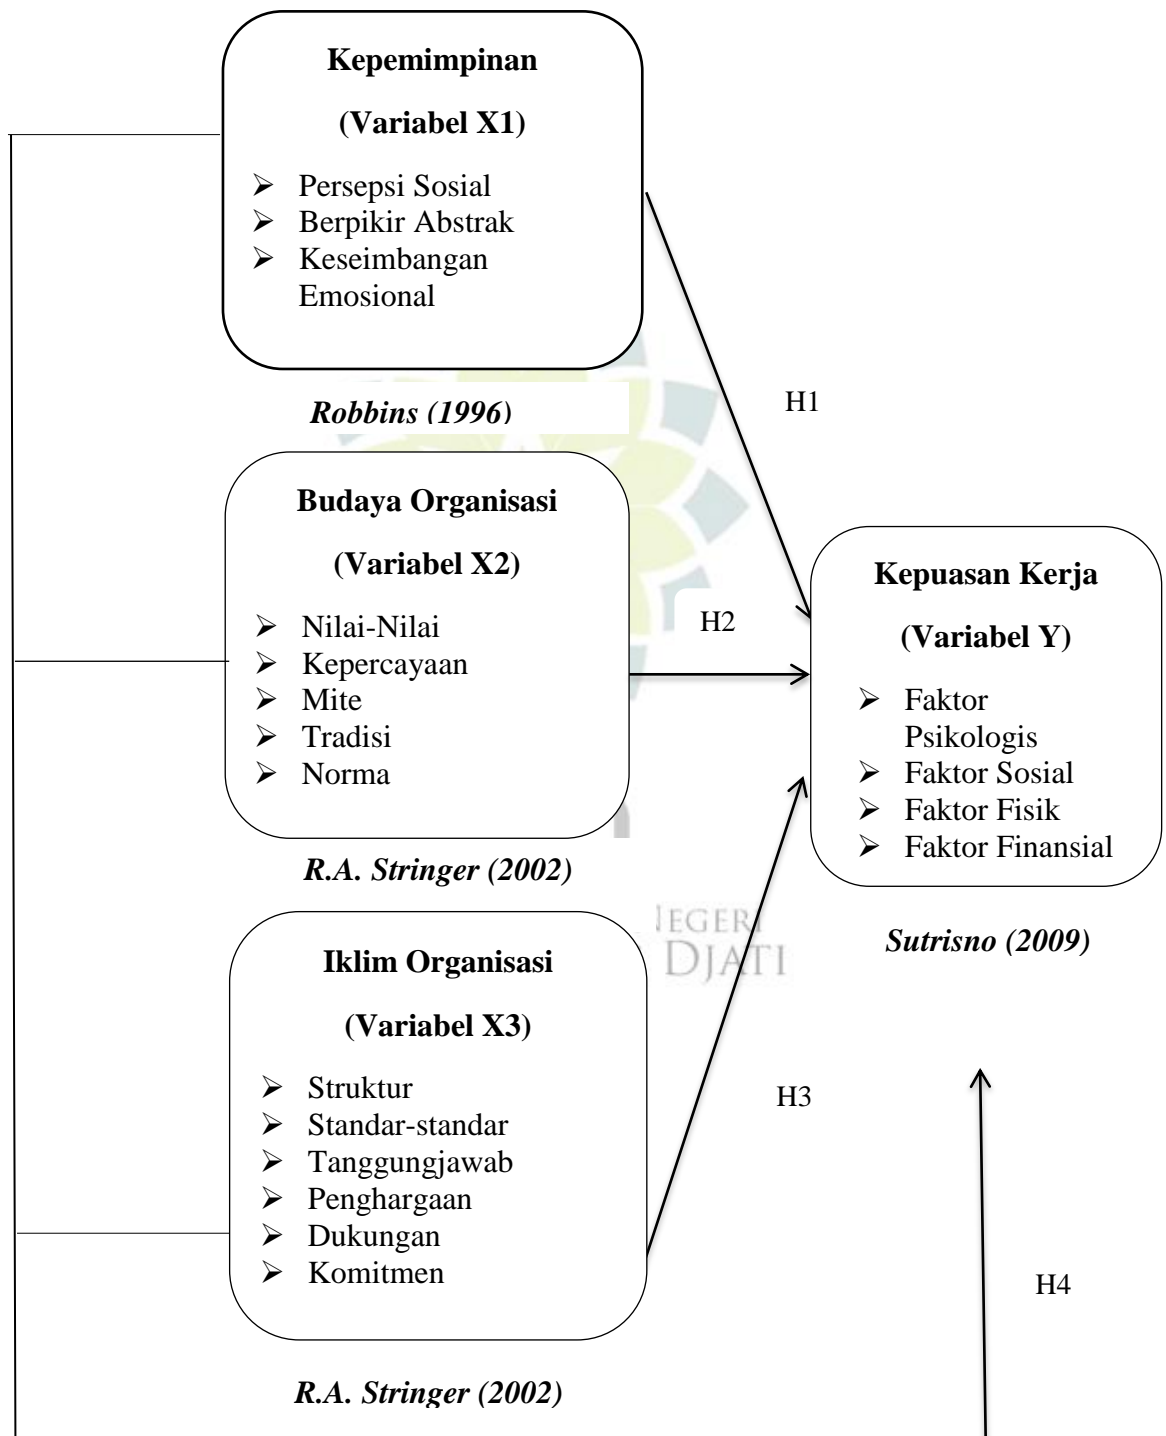 Kepemimpinan
(Variabel X1)
➢ Persepsi Sosial
➢ Berpikir Abstrak
➢ Keseimbangan
Emosional
Robbins (1996)
H1
Budaya Organisasi
(Variabel X2)
➢ Nilai-Nilai
➢ Kepercayaan
➢ Mite
➢ Tradisi
➢ Norma
R.A. Stringer (2002)
H2
Kepuasan Kerja
(Variabel Y)
➢ Faktor
Psikologis
➢ Faktor Sosial
➢ Faktor Fisik
➢ Faktor Finansial
Sutrisno (2009)
NEGERI
DJATI
Iklim Organisasi
(Variabel X3)
➢ Struktur
➢ Standar-standar
➢ Tanggungjawab
➢ Penghargaan
➢ Dukungan
➢ Komitmen
R.A. Stringer (2002)
H3
H4